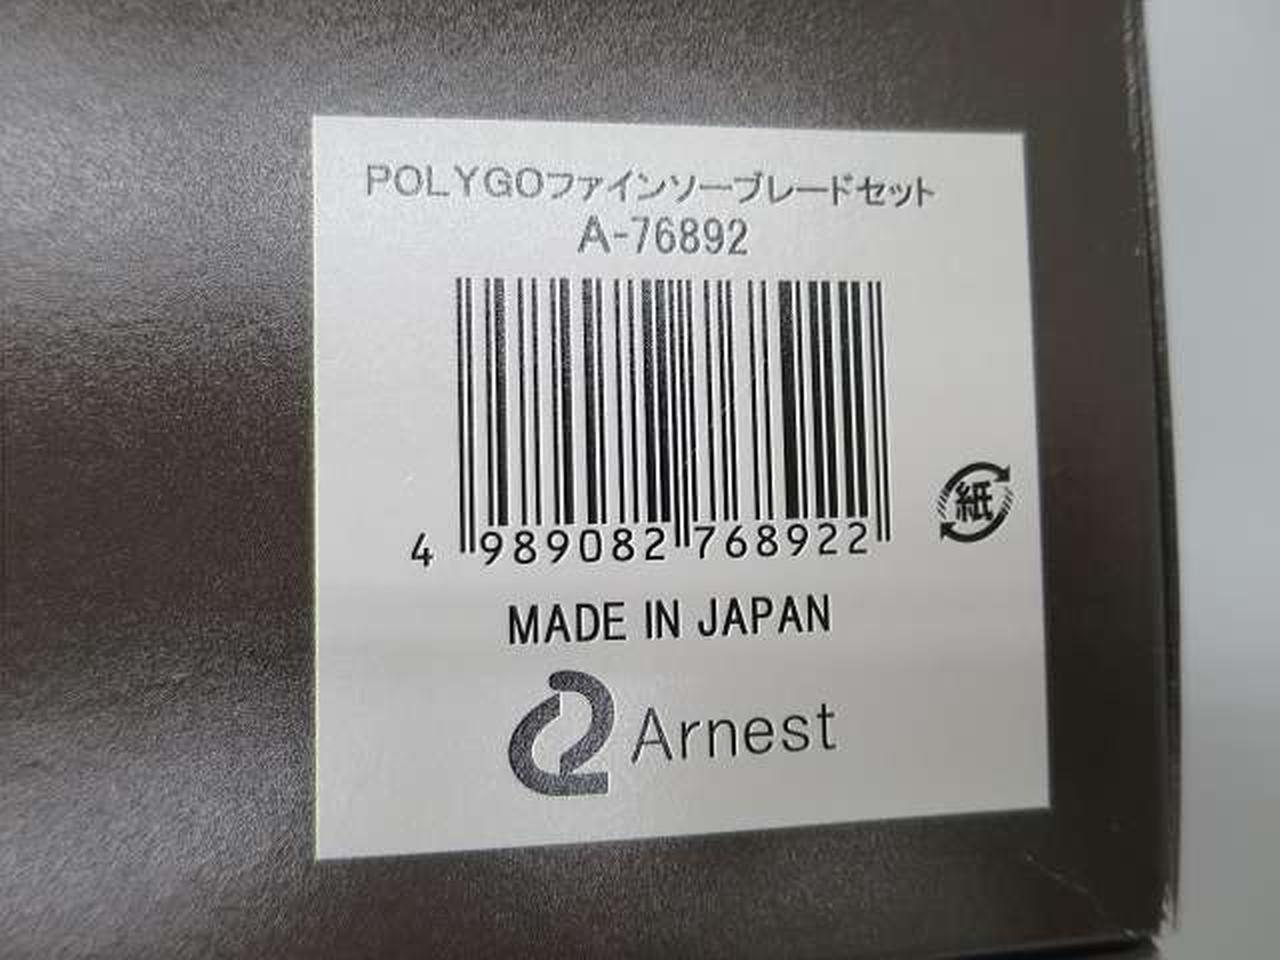 POLYGOファインソーブレードセット
A-76892
4 989082 768922
紙
MADE IN JAPAN
Arnest